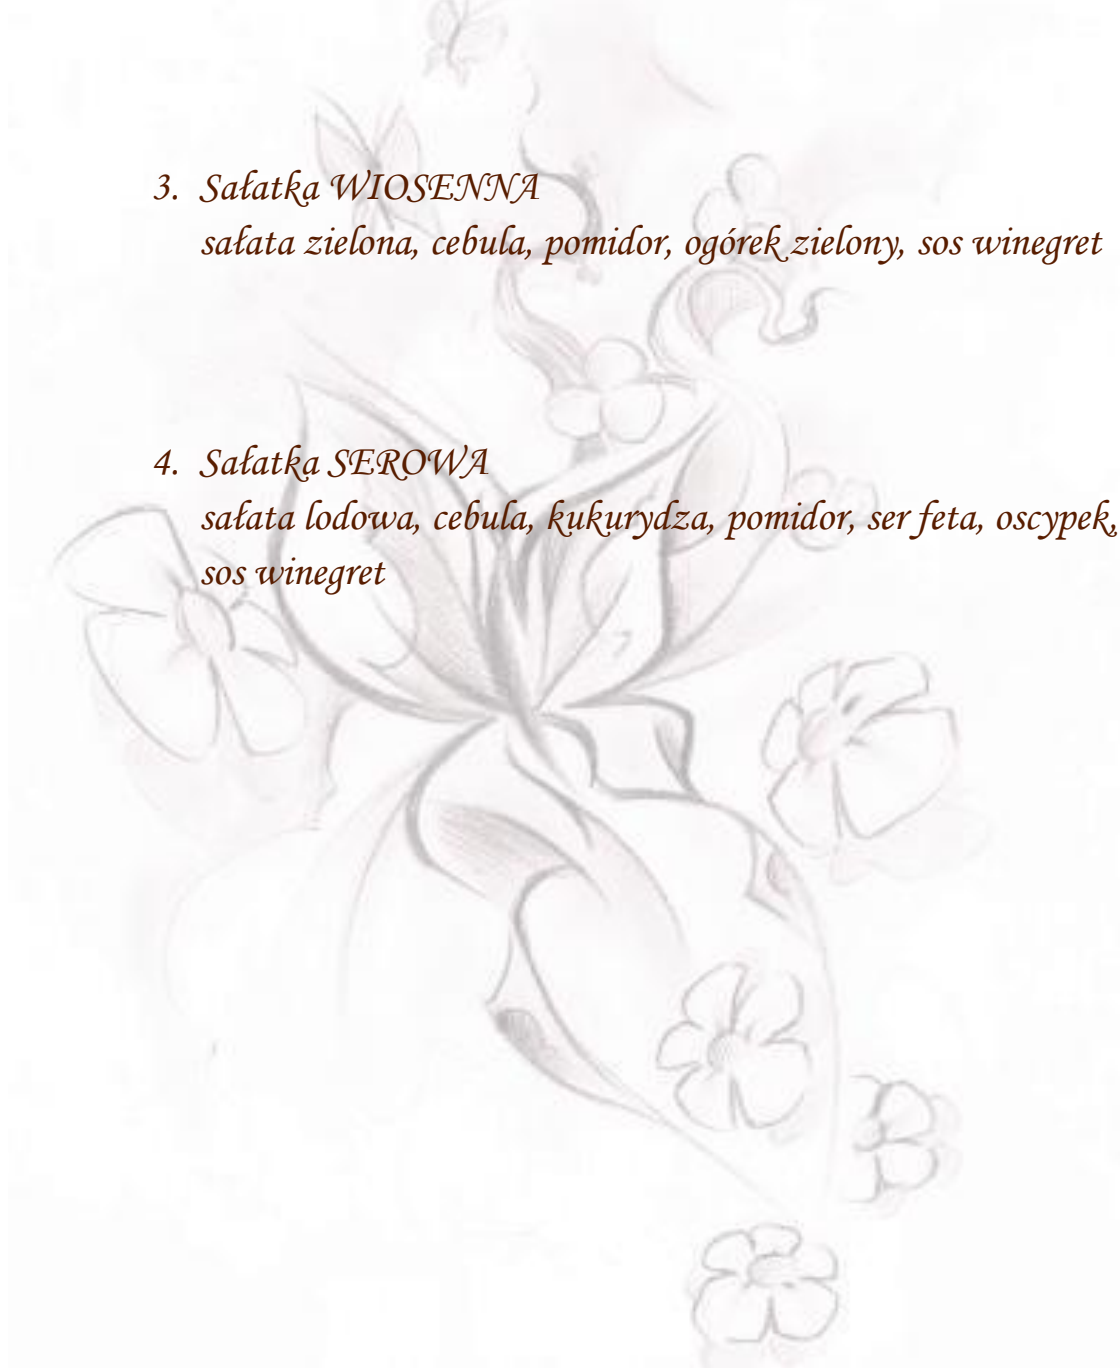 3. Sałatka WIOSENNA
sałata zielona, cebula, pomidor, ogórek zielony, sos winegret
4. Sałatka SEROWA
sałata lodowa, cebula, kukurydza, pomidor, ser feta, oscypek,
sos winegret